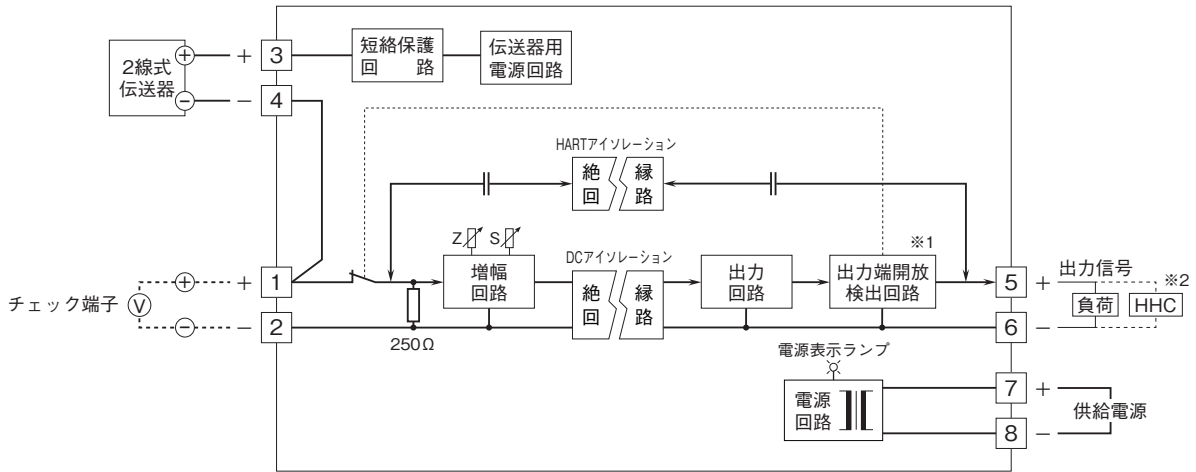 2線式
伝送器
+
−
+
−
3
4
短絡保護
回 路
伝送器用
電源回路
HARTアイソレーション
絶 縁
回 路
Z
S
※1
チェック端子
V
+
−
+
−
1
2
250Ω
増幅
回路
DCアイソレーション
絶 縁
回 路
出力
回路
出力端開放
検出回路
5
6
+
−
出力信号
※2
負荷
HHC
電源表示ランプ
電源
回路
7
8
+
−
供給電源